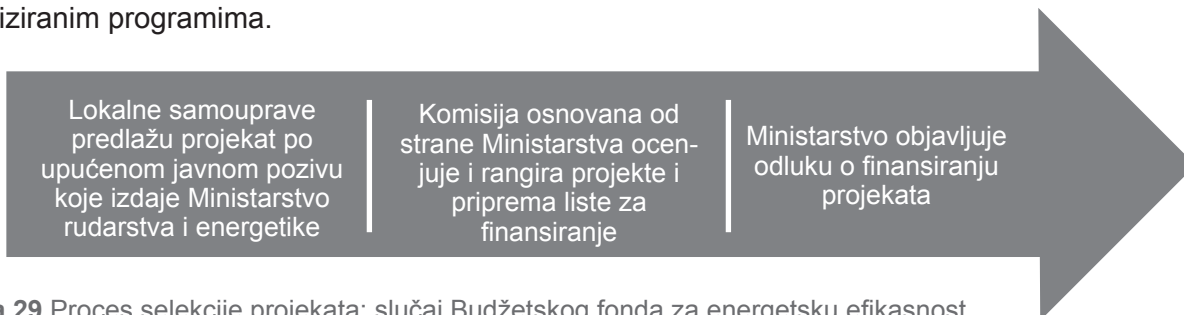 iziranim programima.
Lokalne samouprave
predlažu projekat po
upućenom javnom pozivu
koje izdaje Ministarstvo
rudarstva i energetike
Komisija osnovana od
strane Ministarstva ocen-
juje i rangira projekte i
priprema liste za
finansiranje
Ministarstvo objavljuje
odluku o finansiranju
projekata
29 Proces selekcije projekata: slučaj Budžetskog fonda za energetsku efikasnost